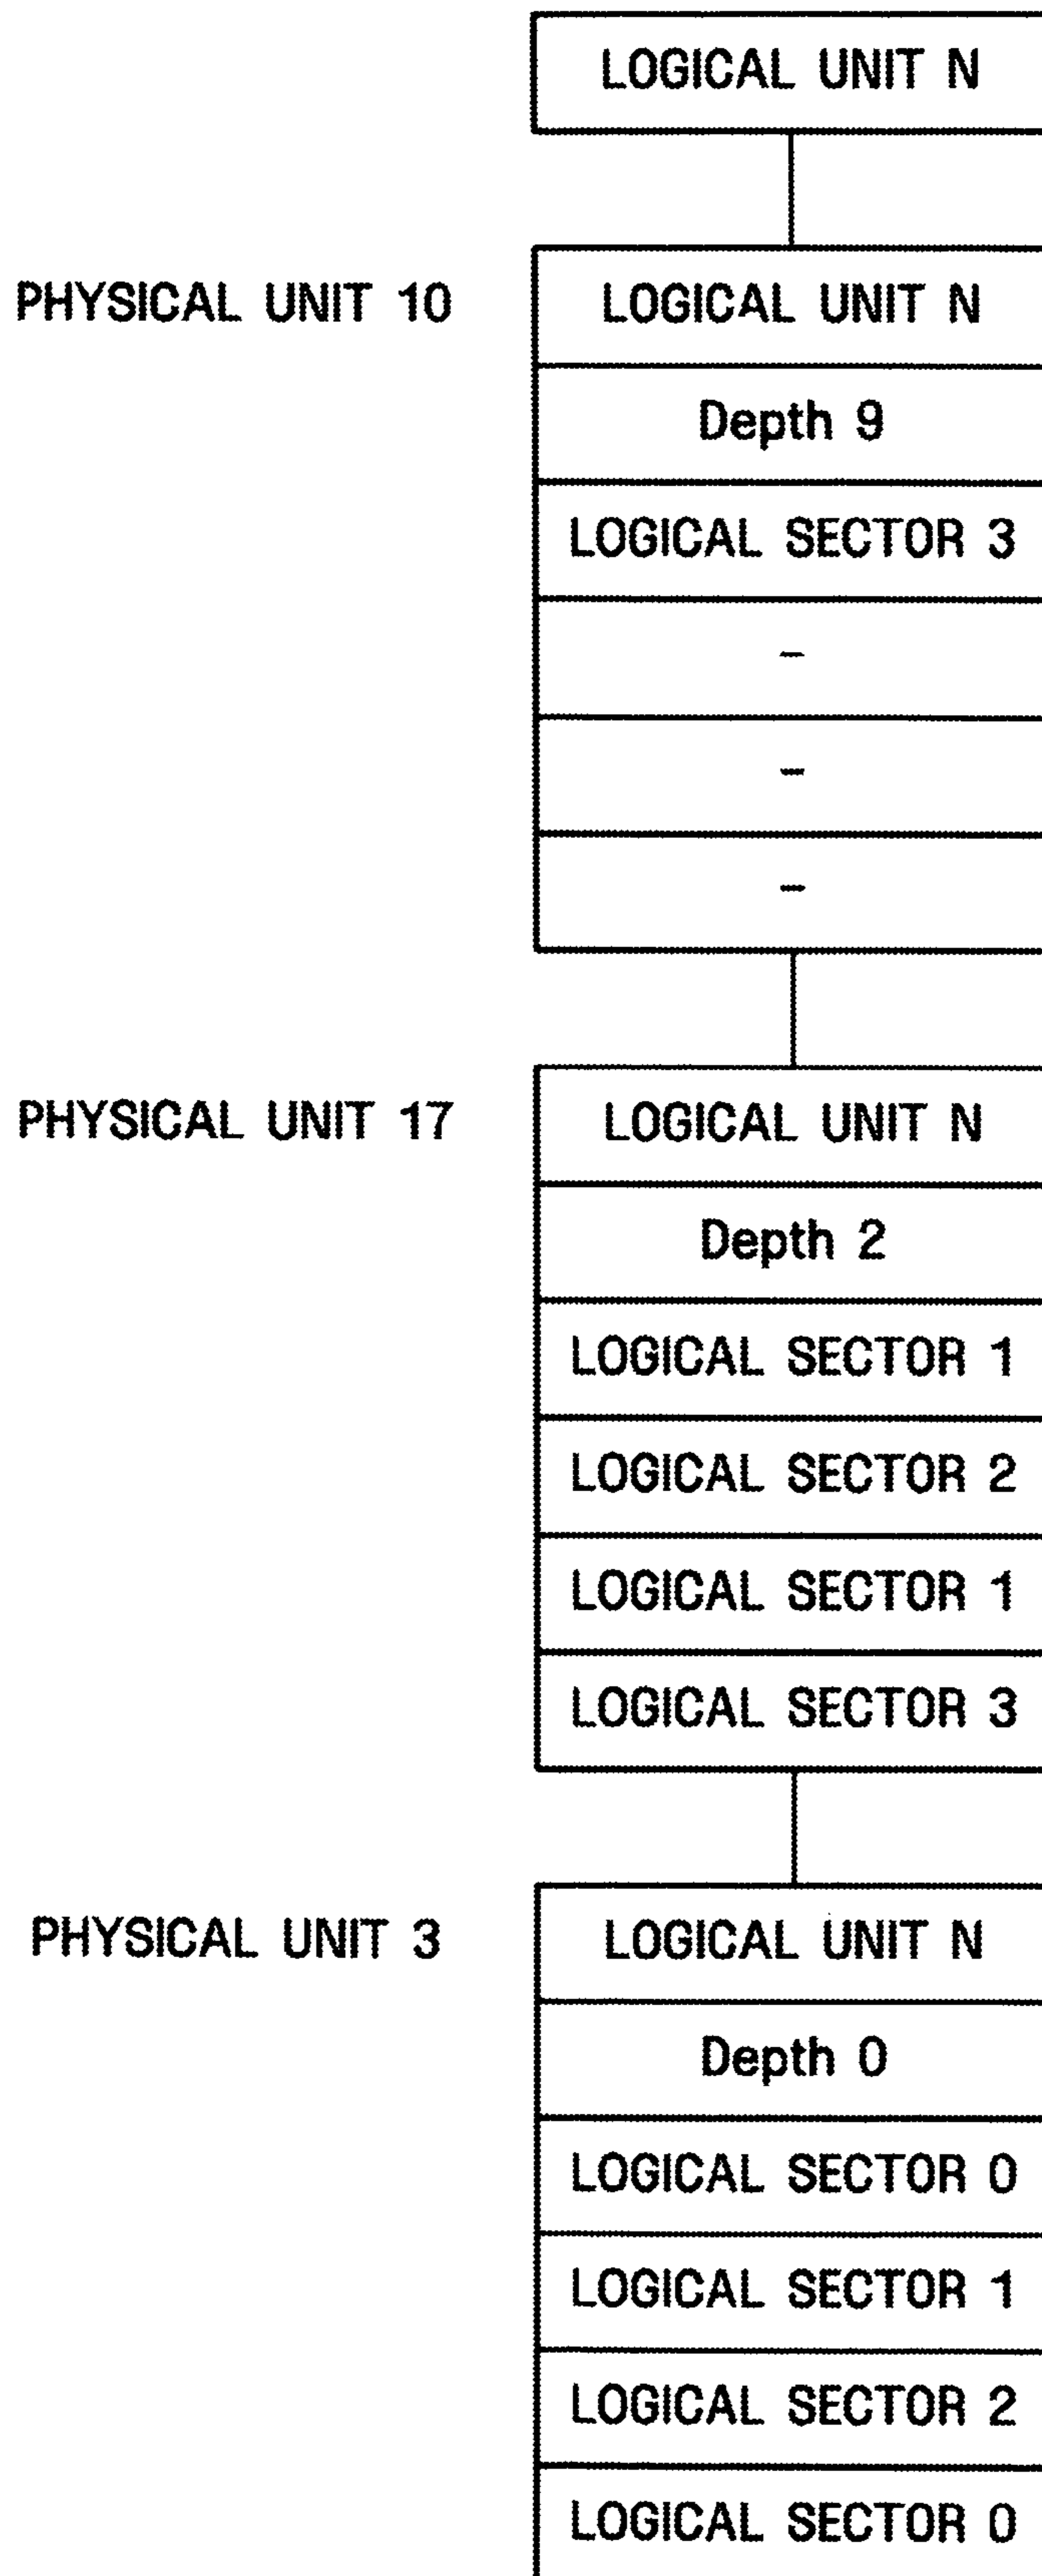 LOGICAL UNIT N
PHYSICAL UNIT 10
LOGICAL UNIT N
Depth 9
LOGICAL SECTOR 3
-
-
-
PHYSICAL UNIT 17
LOGICAL UNIT N
Depth 2
LOGICAL SECTOR 1
LOGICAL SECTOR 2
LOGICAL SECTOR 1
LOGICAL SECTOR 3
PHYSICAL UNIT 3
LOGICAL UNIT N
Depth 0
LOGICAL SECTOR 0
LOGICAL SECTOR 1
LOGICAL SECTOR 2
LOGICAL SECTOR 0